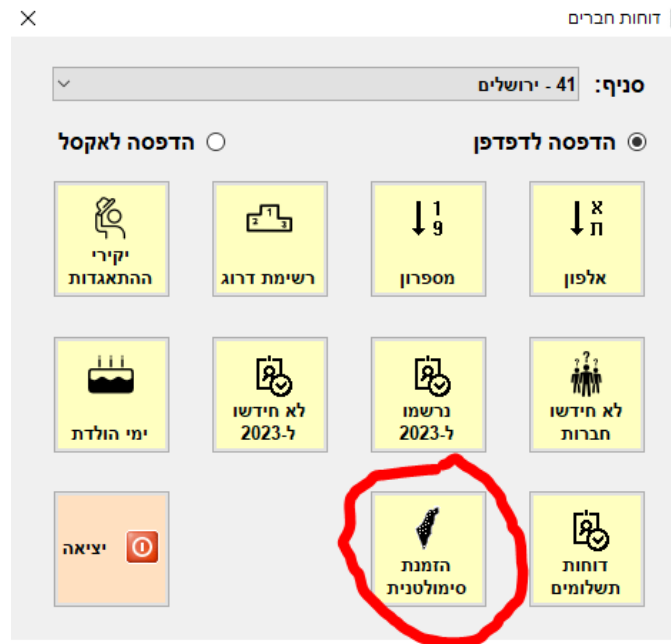 דוחות חברים
סניף: 41 - ירושלים
הדפסה לדפדפן
הדפסה לאקסל
א
ת
אלפון
1
9
מספרון
2 1 3
רשימת דרוג
יקירי
ההתאגדות
???
לא חידשו
חברות
נרשמו
ל-2023
לא חידשו
ל-2023
ימי הולדת
דוחות
תשלומים
הזמנת
סימולטנית
יציאה